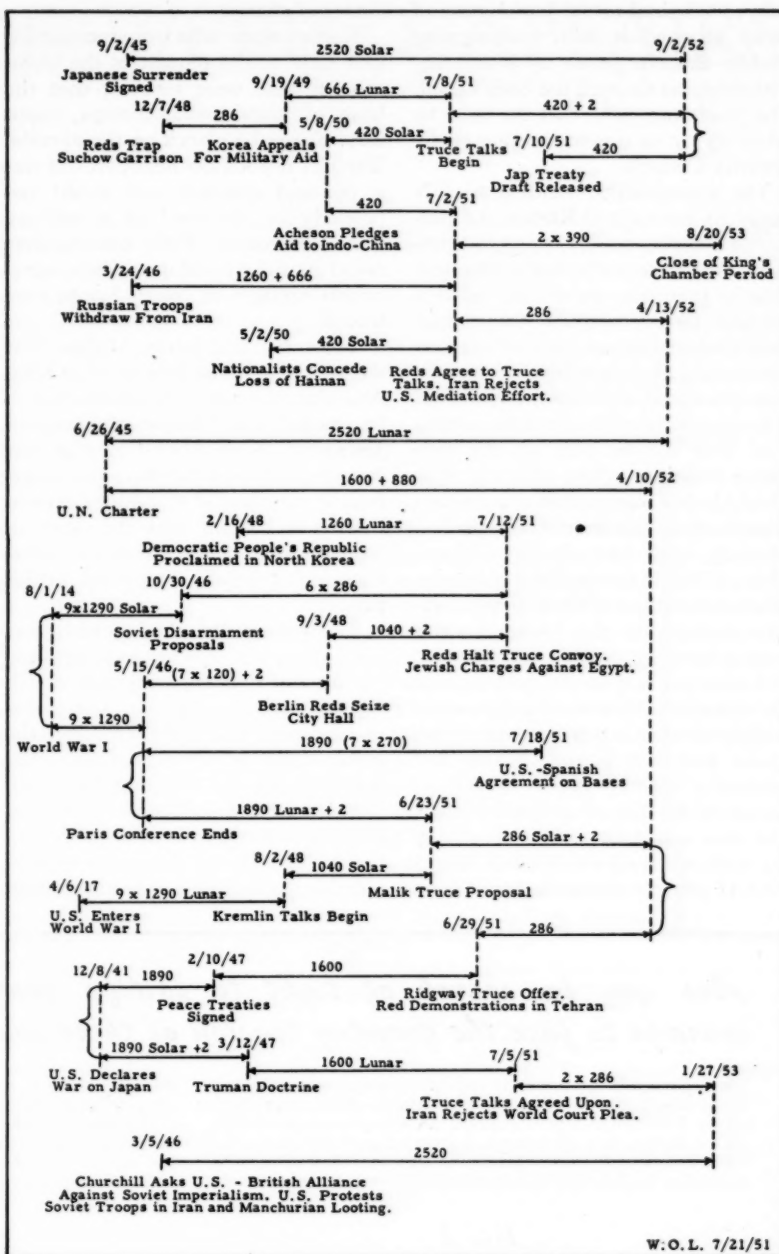 9/2/45 2520 Solar 9/2/52
Japanese Surrender
Signed
9/19/49 666 Lunar 7/8/51
12/7/48 286 420 + 2
5/8/50
Reds Trap
Suchow Garrison
Korea Appeals
For Military Aid
420 Solar
Truce Talks
Begin
7/10/51 420
Jap Treaty
Draft Released
420 7/2/51
Acheson Pledges
Aid to Indo-China
2 x 390 8/20/53
Close of King's
Chamber Period
3/24/46 1260 + 666
Russian Troops
Withdraw From Iran
286 4/13/52
5/2/50 420 Solar
Nationalists Concede
Loss of Hainan
Reds Agree to Truce
Talks. Iran Rejects
U.S. Mediation Effort.
6/26/45 2520 Lunar
1600 + 880 4/10/52
U.N. Charter
2/16/48 1260 Lunar 7/12/51
Democratic People's Republic
Proclaimed in North Korea
10/30/46 6 x 286
8/1/14 9x1290 Solar
Soviet Disarmament
Proposals
9/3/48 1040 + 2
Reds Halt Truce Convoy.
Jewish Charges Against Egypt.
5/15/46 (7 x 120) + 2
Berlin Reds Seize
City Hall
9 x 1290
World War I
1890 (7 x 270) 7/18/51
U.S. -Spanish
Agreement on Bases
1890 Lunar + 2 6/23/51
Paris Conference Ends
286 Solar + 2
8/2/48 1040 Solar
Malik Truce Proposal
4/6/17 9 x 1290 Lunar
U.S. Enters
World War I
Kremlin Talks Begin
6/29/51 286
12/8/41 1890 2/10/47 1600
Peace Treaties
Signed
Ridgway Truce Offer.
Red Demonstrations in Tehran
1890 Solar +2 3/12/47
U.S. Declares
War on Japan
1600 Lunar 7/5/51
Truman Doctrine
2 x 286 1/27/53
Truce Talks Agreed Upon.
Iran Rejects World Court Plea.
3/5/46 2520
Churchill Asks U.S. - British Alliance
Against Soviet Imperialism. U.S. Protests
Soviet Troops in Iran and Manchurian Looting.
W.O.L. 7/21/51